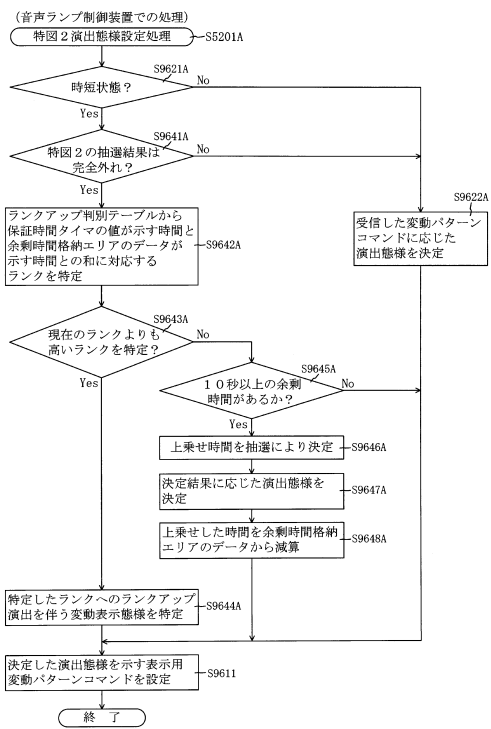 (音声ランプ制御装置での処理)
特図２演出態様設定処理
S5201A
S9621A
時短状態？
No
Yes
S9641A
特図２の抽選結果は
完全外れ？
No
Yes
S9622A
受信した変動パターン
コマンドに応じた
演出態様を決定
ランクアップ判別テーブルから
保証時間タイマの値が示す時間と
余剰時間格納エリアのデータが
示す時間との和に対応する
ランクを特定
S9642A
S9643A
現在のランクよりも
高いランクを特定？
No
Yes
S9645A
１０秒以上の余剰
時間があるか？
No
Yes
上乗せ時間を抽選により決定
S9646A
決定結果に応じた演出態様を
決定
S9647A
上乗せした時間を余剰時間格納
エリアのデータから減算
S9648A
特定したランクへのランクアップ
演出を伴う変動表示態様を特定
S9644A
決定した演出態様を示す表示用
変動パターンコマンドを設定
S9611
終了